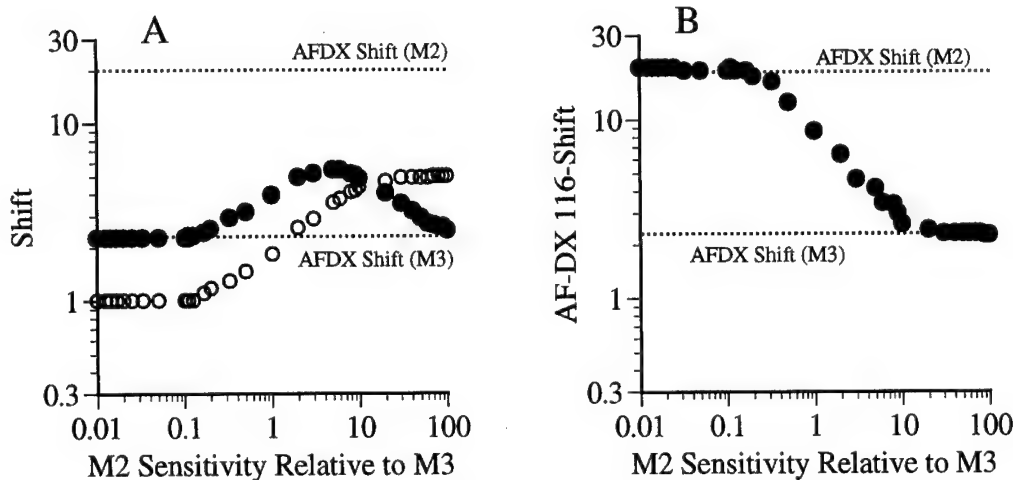 A
Shift
30
10
1
0.3
AFDX Shift (M2)
AFDX Shift (M3)
0.01 0.1 1 10 100
M2 Sensitivity Relative to M3
B
AF-DX 116-Shift
30
10
1
0.3
AFDX Shift (M2)
AFDX Shift (M3)
0.01 0.1 1 10 100
M2 Sensitivity Relative to M3